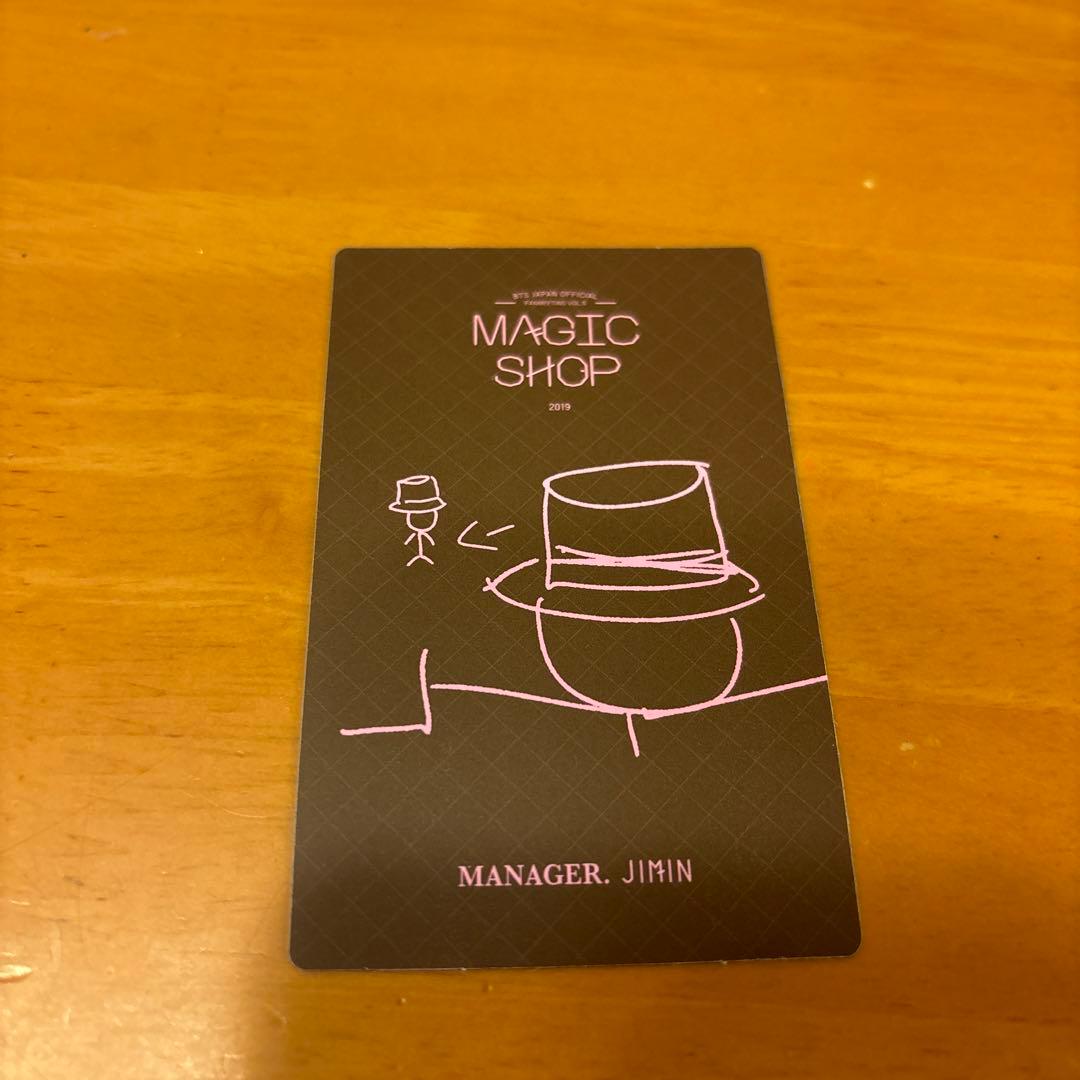 BTS JAPAN OFFICIAL
FANMEETING VOL.5
MAGIC
SHOP
2019
MANAGER. JIMIN